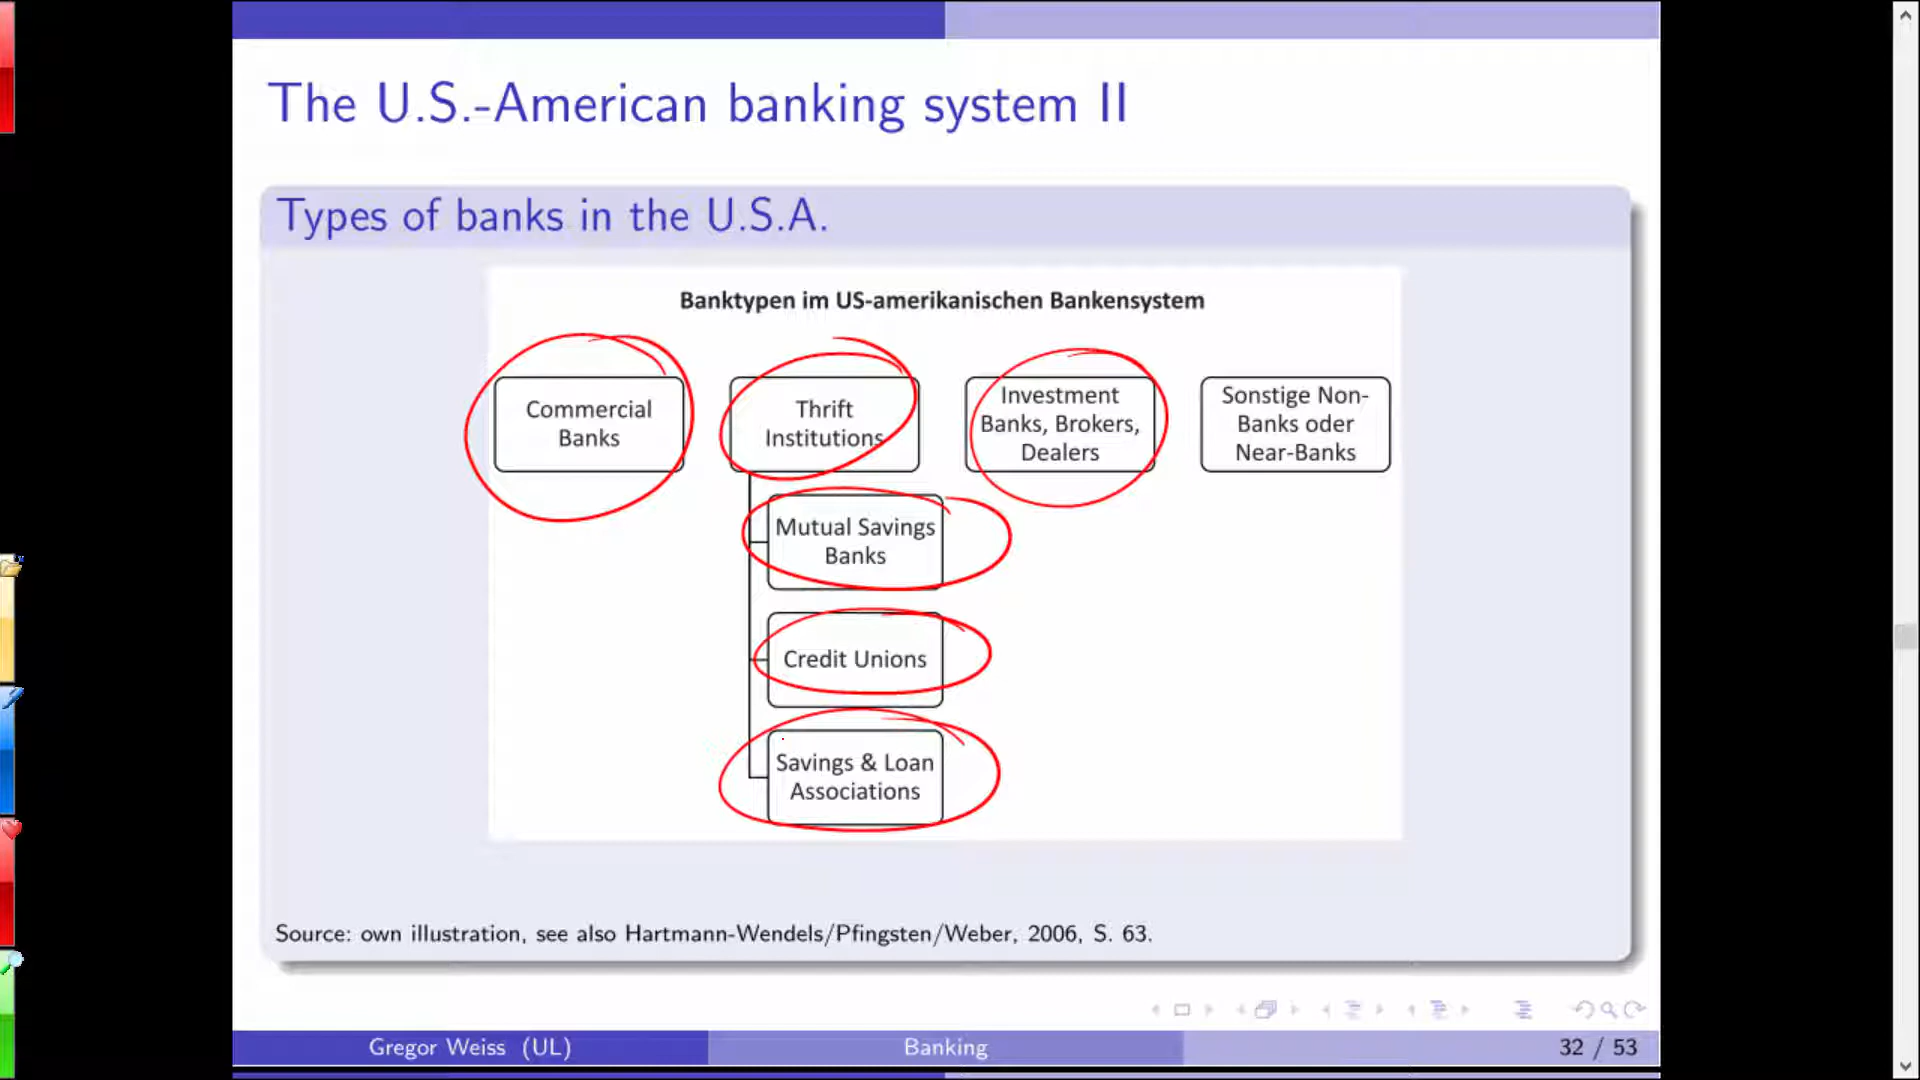 The U.S.-American banking system II
Types of banks in the U.S.A.
Banktypen im US-amerikanischen Bankensystem
Commercial
Banks
Thrift
Institutions
Investment
Banks, Brokers,
Dealers
Sonstige Non-
Banks oder
Near-Banks
Mutual Savings
Banks
Credit Unions
Savings & Loan
Associations
Source: own illustration, see also Hartmann-Wendels/Pfingsten/Weber, 2006, S. 63.
Gregor Weiss (UL)
Banking
32 / 53